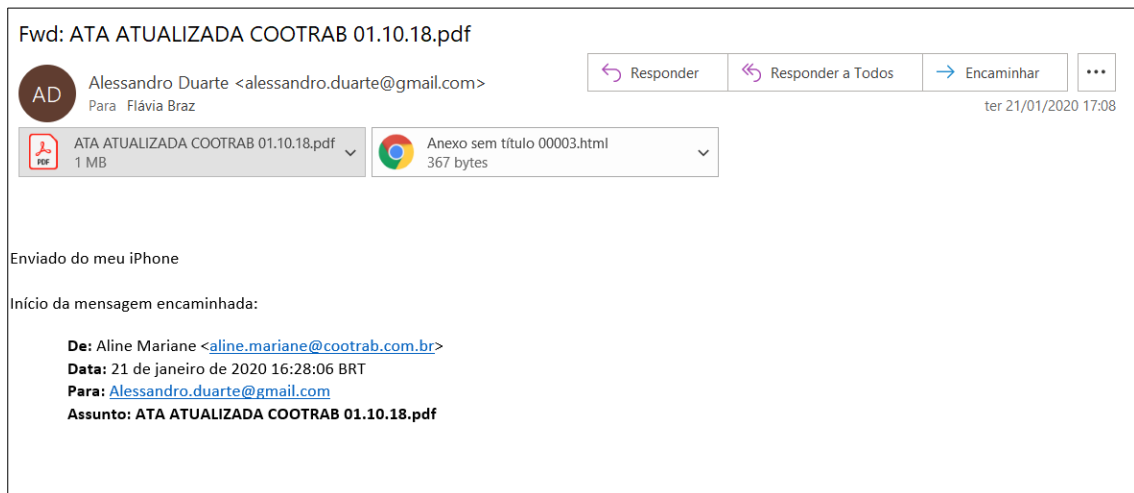 Fwd: ATA ATUALIZADA COOTRAB 01.10.18.pdf
AD
Alessandro Duarte <alessandro.duarte@gmail.com>
Para Flávia Braz
Responder
Responder a Todos
Encaminhar
ter 21/01/2020 17:08
ATA ATUALIZADA COOTRAB 01.10.18.pdf
1 MB
PDF
Anexo sem título 00003.html
367 bytes
Enviado do meu iPhone
Início da mensagem encaminhada:
De: Aline Mariane <aline.mariane@cootrab.com.br>
Data: 21 de janeiro de 2020 16:28:06 BRT
Para: Alessandro.duarte@gmail.com
Assunto: ATA ATUALIZADA COOTRAB 01.10.18.pdf